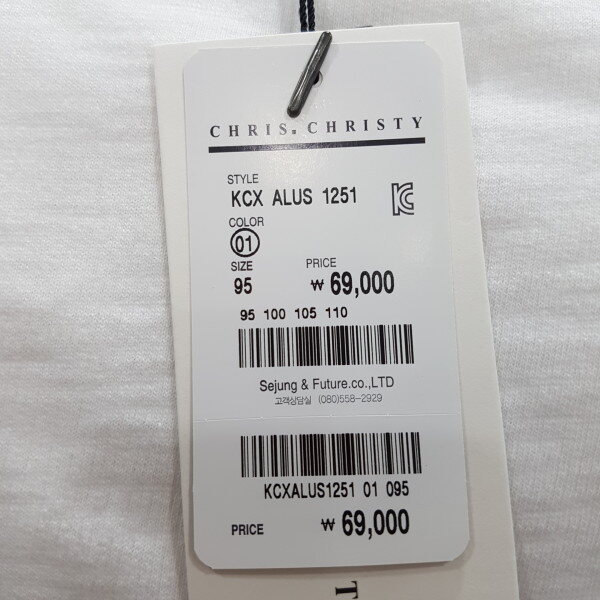 CHRIS.CHRISTY
STYLE
KCX ALUS 1251
COLOR
01
SIZE PRICE
95 ₩ 69,000
95 100 105 110
Sejung & Future.co.,LTD
고객상담실 (080)558-2929
KCXALUS1251 01 095
PRICE ₩ 69,000
T